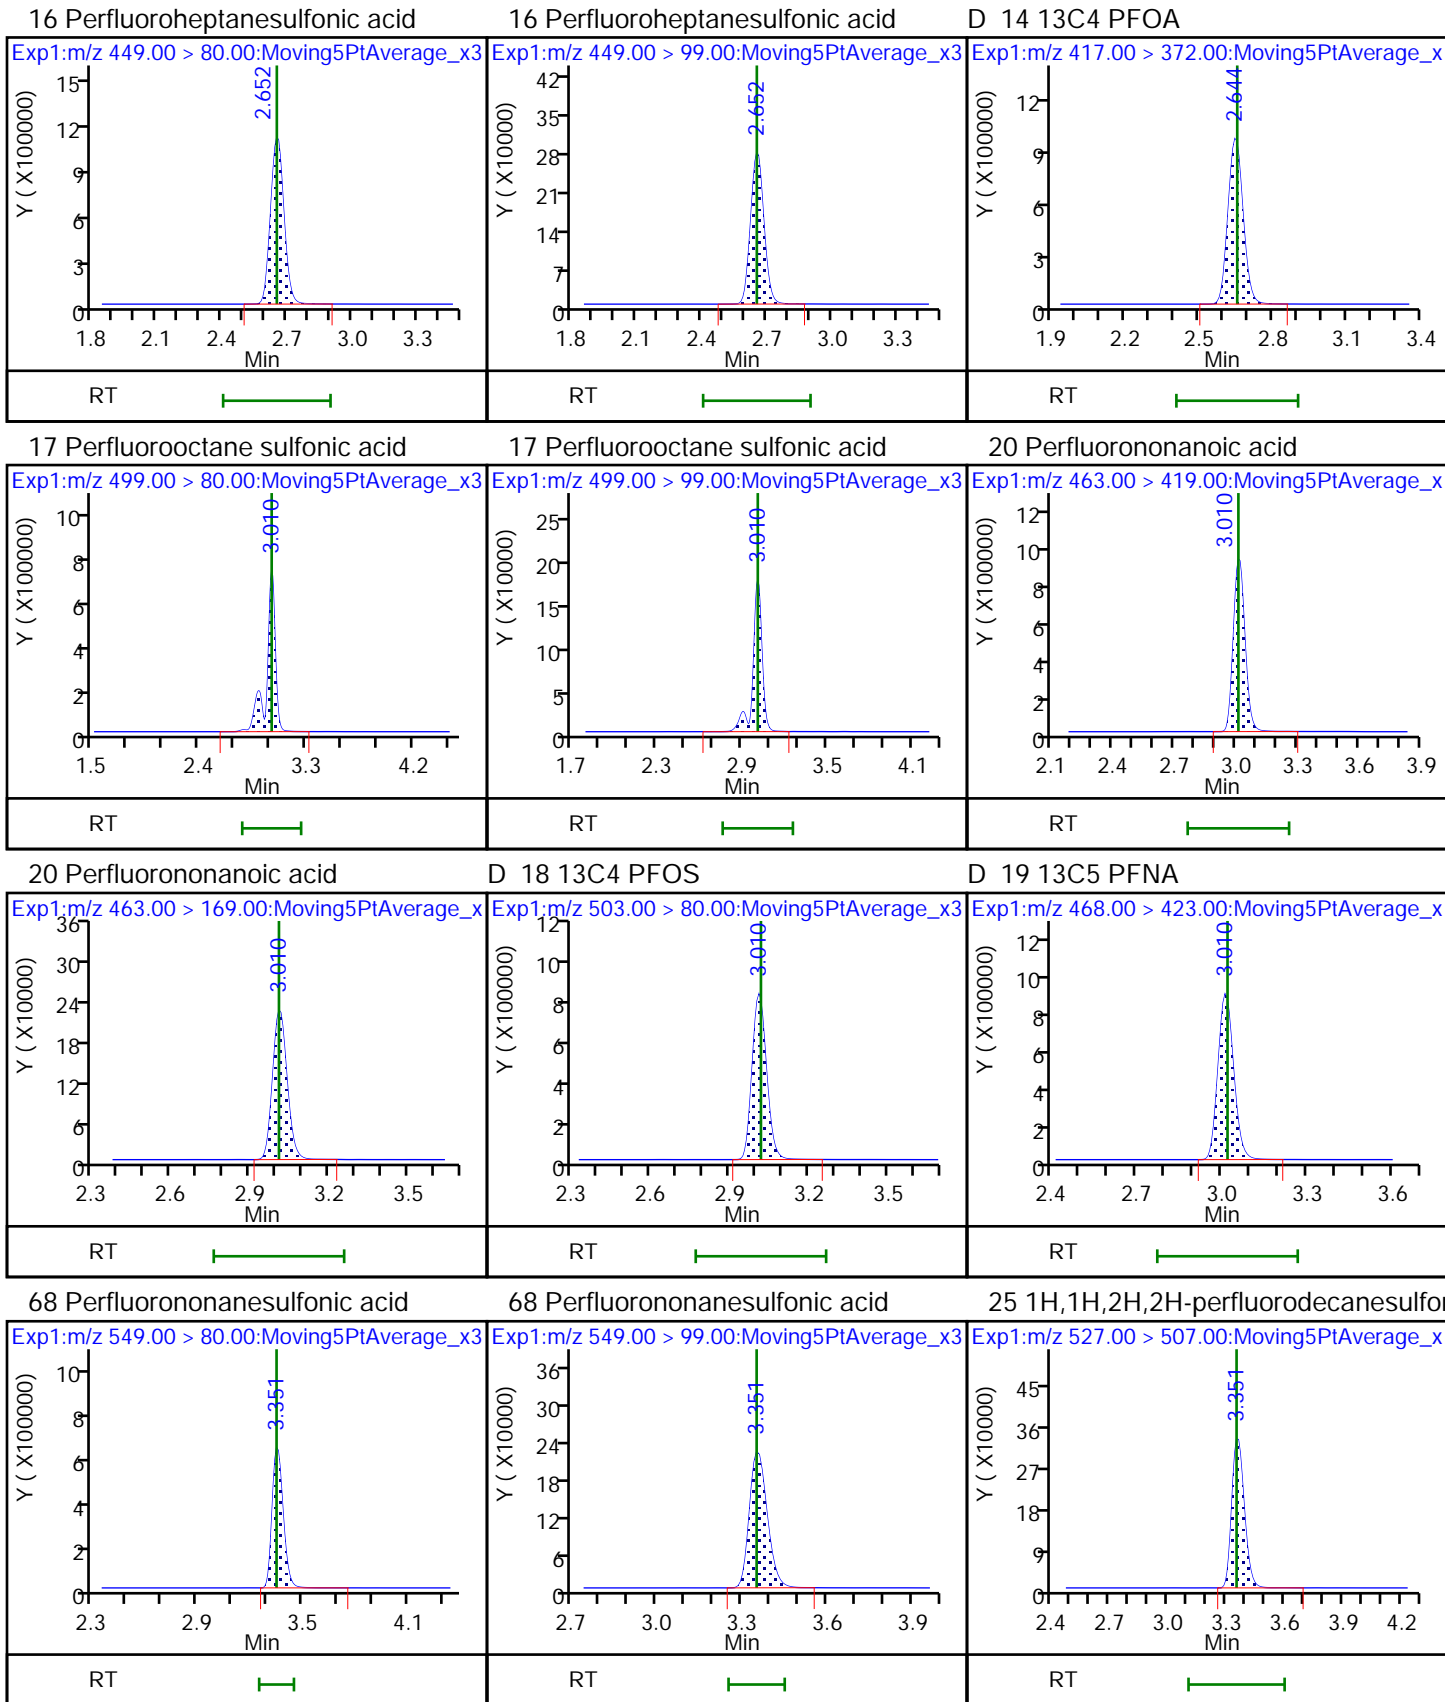 16 Perfluoroheptanesulfonic acid
Exp1:m/z 449.00 > 80.00:Moving5PtAverage_x3
Y ( X100000)
15
12
9
6
3
0
2.652
1.8 2.1 2.4 2.7 3.0 3.3
Min
RT
16 Perfluoroheptanesulfonic acid
Exp1:m/z 449.00 > 99.00:Moving5PtAverage_x3
Y ( X10000)
42
35
28
21
14
7
0
2.652
1.8 2.1 2.4 2.7 3.0 3.3
Min
RT
D 14 13C4 PFOA
Exp1:m/z 417.00 > 372.00:Moving5PtAverage_x
Y ( X100000)
12
9
6
3
0
2.644
1.9 2.2 2.5 2.8 3.1 3.4
Min
RT
17 Perfluorooctane sulfonic acid
Exp1:m/z 499.00 > 80.00:Moving5PtAverage_x3
Y ( X100000)
10
8
6
4
2
0
3.010
1.5 2.4 3.3 4.2
Min
RT
17 Perfluorooctane sulfonic acid
Exp1:m/z 499.00 > 99.00:Moving5PtAverage_x3
Y ( X10000)
25
20
15
10
5
0
3.010
1.7 2.3 2.9 3.5 4.1
Min
RT
20 Perfluorononanoic acid
Exp1:m/z 463.00 > 419.00:Moving5PtAverage_x
Y ( X100000)
12
10
8
6
4
2
0
3.010
2.1 2.4 2.7 3.0 3.3 3.6 3.9
Min
RT
20 Perfluorononanoic acid
Exp1:m/z 463.00 > 169.00:Moving5PtAverage_x
Y ( X10000)
36
30
24
18
12
6
0
3.010
2.3 2.6 2.9 3.2 3.5
Min
RT
D 18 13C4 PFOS
Exp1:m/z 503.00 > 80.00:Moving5PtAverage_x3
Y ( X100000)
12
10
8
6
4
2
0
3.010
2.3 2.6 2.9 3.2 3.5
Min
RT
D 19 13C5 PFNA
Exp1:m/z 468.00 > 423.00:Moving5PtAverage_x
Y ( X100000)
12
10
8
6
4
2
0
3.010
2.4 2.7 3.0 3.3 3.6
Min
RT
68 Perfluorononanesulfonic acid
Exp1:m/z 549.00 > 80.00:Moving5PtAverage_x3
Y ( X100000)
10
8
6
4
2
0
3.351
2.3 2.9 3.5 4.1
Min
RT
68 Perfluorononanesulfonic acid
Exp1:m/z 549.00 > 99.00:Moving5PtAverage_x3
Y ( X10000)
36
30
24
18
12
6
0
3.351
2.7 3.0 3.3 3.6 3.9
Min
RT
25 1H,1H,2H,2H-perfluorodecanesulfor
Exp1:m/z 527.00 > 507.00:Moving5PtAverage_x
Y ( X10000)
45
36
27
18
9
0
3.351
2.4 2.7 3.0 3.3 3.6 3.9 4.2
Min
RT